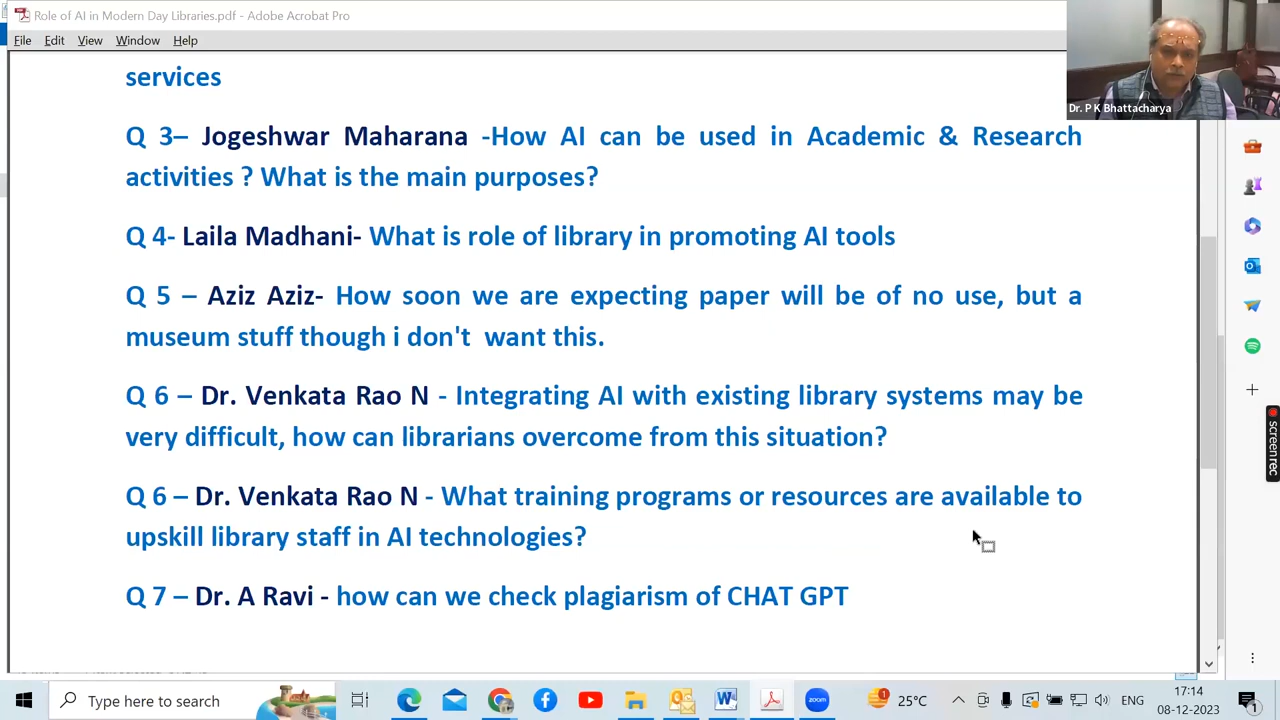 Role of AI in Modern Day Libraries.pdf - Adobe Acrobat Pro
File Edit View Window Help
Dr. P K Bhattacharya
services
Q 3– Jogeshwar Maharana -How AI can be used in Academic & Research
activities ? What is the main purposes?
Q 4- Laila Madhani- What is role of library in promoting AI tools
Q 5 – Aziz Aziz- How soon we are expecting paper will be of no use, but a
museum stuff though i don't want this.
Q 6 – Dr. Venkata Rao N - Integrating AI with existing library systems may be
very difficult, how can librarians overcome from this situation?
Q 6 – Dr. Venkata Rao N - What training programs or resources are available to
upskill library staff in AI technologies?
Q 7 – Dr. A Ravi - how can we check plagiarism of CHAT GPT
screen rec
Type here to search
zoom
1
25°C
ENG
17:14
08-12-2023
1